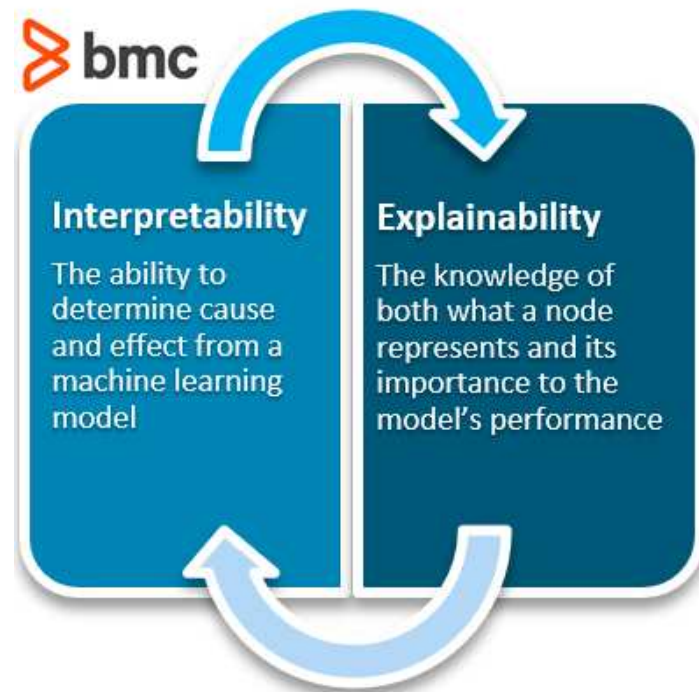 bmc
Interpretability
The ability to
determine cause
and effect from a
machine learning
model
Explainability
The knowledge of
both what a node
represents and its
importance to the
model’s performance